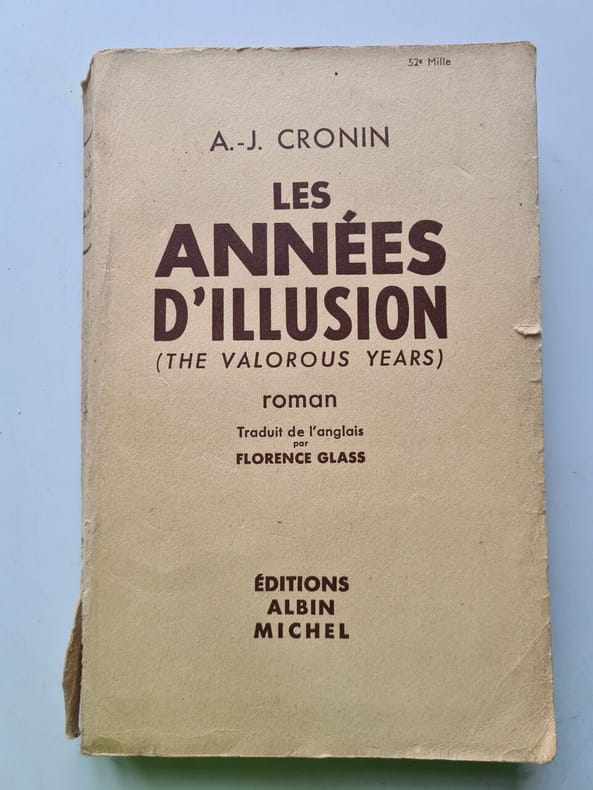 52e Mille
A.-J. CRONIN
LES
ANNÉES
D'ILLUSION
(THE VALOROUS YEARS)
roman
Traduit de l'anglais
par
FLORENCE GLASS
ÉDITIONS
ALBIN
MICHEL